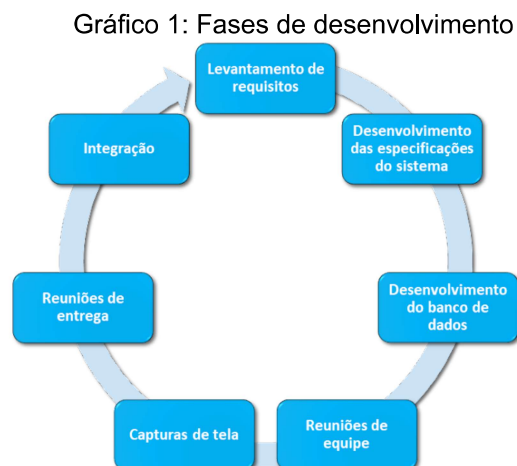 Gráfico 1: Fases de desenvolvimento
Levantamento de
requisitos
Desenvolvimento
das especificações
do sistema
Desenvolvimento
do banco de
dados
Reuniões de
equipe
Capturas de tela
Reuniões de
entrega
Integração